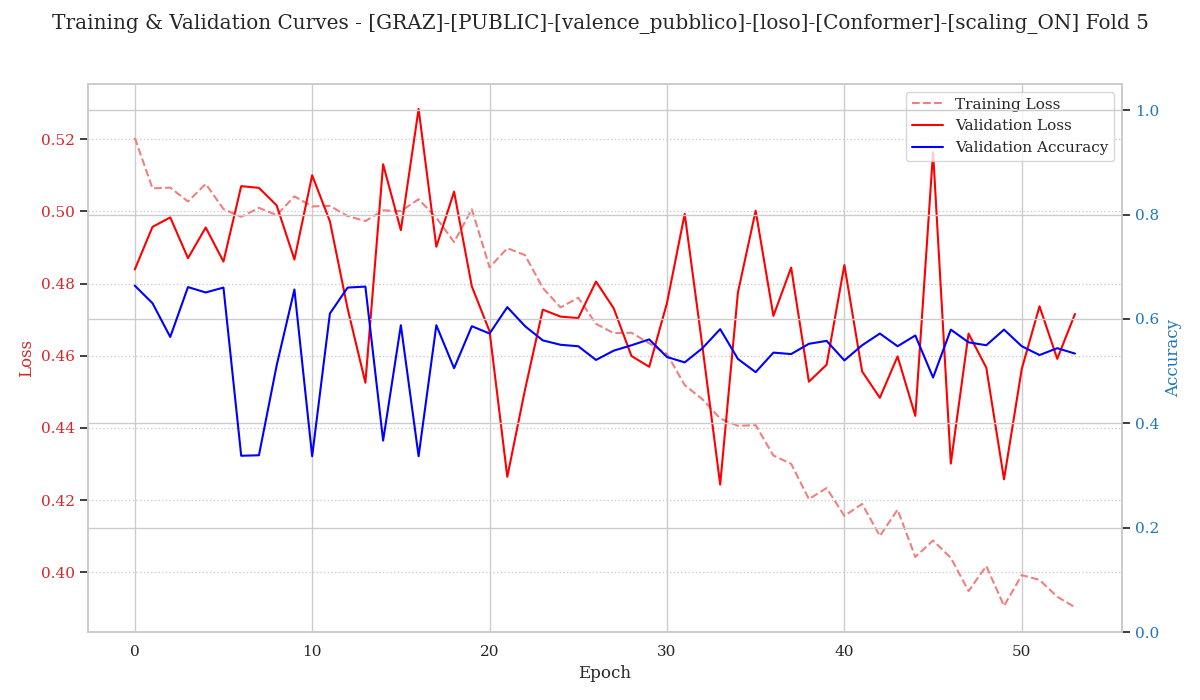 Training & Validation Curves - [GRAZ]-[PUBLIC]-[valence_pubblico]-[loso]-[Conformer]-[scaling_ON] Fold 5
Training Loss
Validation Loss
Validation Accuracy
Loss
0.52
0.50
0.48
0.46
0.44
0.42
0.40
1.0
0.8
0.6
0.4
0.2
0.0
Accuracy
0
10
20
30
40
50
Epoch